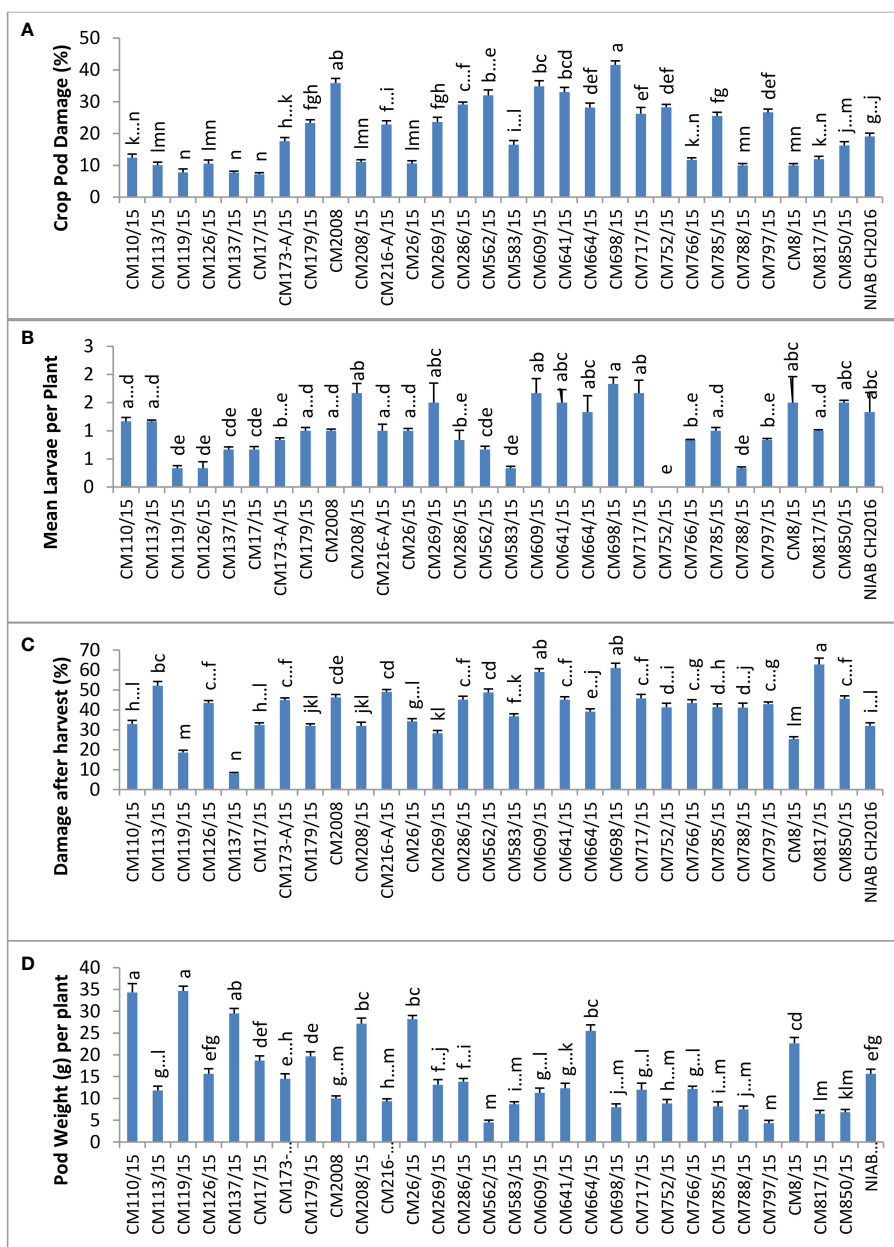 A
Crop Pod Damage (%)
50
40
30
20
10
0
k...n
lmn
n
lmn
n
n
h...k
fgh
ab
lmn
f...i
lmn
fgh
c...f
b...e
i...l
bc
bcd
def
a
ef
def
k...n
fg
mn
def
mn
k...n
j...m
g...j
CM110/15
CM113/15
CM119/15
CM126/15
CM137/15
CM17/15
CM173-A/15
CM179/15
CM2008
CM208/15
CM216-A/15
CM26/15
CM269/15
CM286/15
CM562/15
CM583/15
CM609/15
CM641/15
CM664/15
CM698/15
CM717/15
CM752/15
CM766/15
CM785/15
CM788/15
CM797/15
CM8/15
CM817/15
CM850/15
NIAB CH2016
B
Mean Larvae per Plant
3
2
2
1
1
0
a...d
a...d
de
de
cde
cde
b...e
a...d
a...d
ab
a...d
a...d
abc
b...e
cde
de
ab
abc
abc
a
ab
e
b...e
a...d
de
b...e
abc
a...d
abc
abc
CM110/15
CM113/15
CM119/15
CM126/15
CM137/15
CM17/15
CM173-A/15
CM179/15
CM2008
CM208/15
CM216-A/15
CM26/15
CM269/15
CM286/15
CM562/15
CM583/15
CM609/15
CM641/15
CM664/15
CM698/15
CM717/15
CM752/15
CM766/15
CM785/15
CM788/15
CM797/15
CM8/15
CM817/15
CM850/15
NIAB CH2016
C
Damage after harvest (%)
70
60
50
40
30
20
10
0
h...l
bc
m
c...f
n
h...l
c...f
jkl
cde
jkl
cd
g...l
kl
c...f
cd
f...k
ab
c...f
e...j
ab
c...f
d...i
c...g
d...h
d...j
c...g
lm
a
c...f
i...l
CM110/15
CM113/15
CM119/15
CM126/15
CM137/15
CM17/15
CM173-A/15
CM179/15
CM2008
CM208/15
CM216-A/15
CM26/15
CM269/15
CM286/15
CM562/15
CM583/15
CM609/15
CM641/15
CM664/15
CM698/15
CM717/15
CM752/15
CM766/15
CM785/15
CM788/15
CM797/15
CM8/15
CM817/15
CM850/15
NIAB CH2016
D
Pod Weight (g) per plant
40
35
30
25
20
15
10
5
0
a
g...l
a
efg
ab
def
e...h
de
g...m
bc
h...m
bc
f...j
f...i
m
i...m
g...l
g...k
bc
j...m
g...l
h...m
g...l
i...m
j...m
m
cd
lm
klm
efg
CM110/15
CM113/15
CM119/15
CM126/15
CM137/15
CM17/15
CM173-...
CM179/15
CM2008
CM208/15
CM216-...
CM26/15
CM269/15
CM286/15
CM562/15
CM583/15
CM609/15
CM641/15
CM664/15
CM698/15
CM717/15
CM752/15
CM766/15
CM785/15
CM788/15
CM797/15
CM8/15
CM817/15
CM850/15
NIAB...